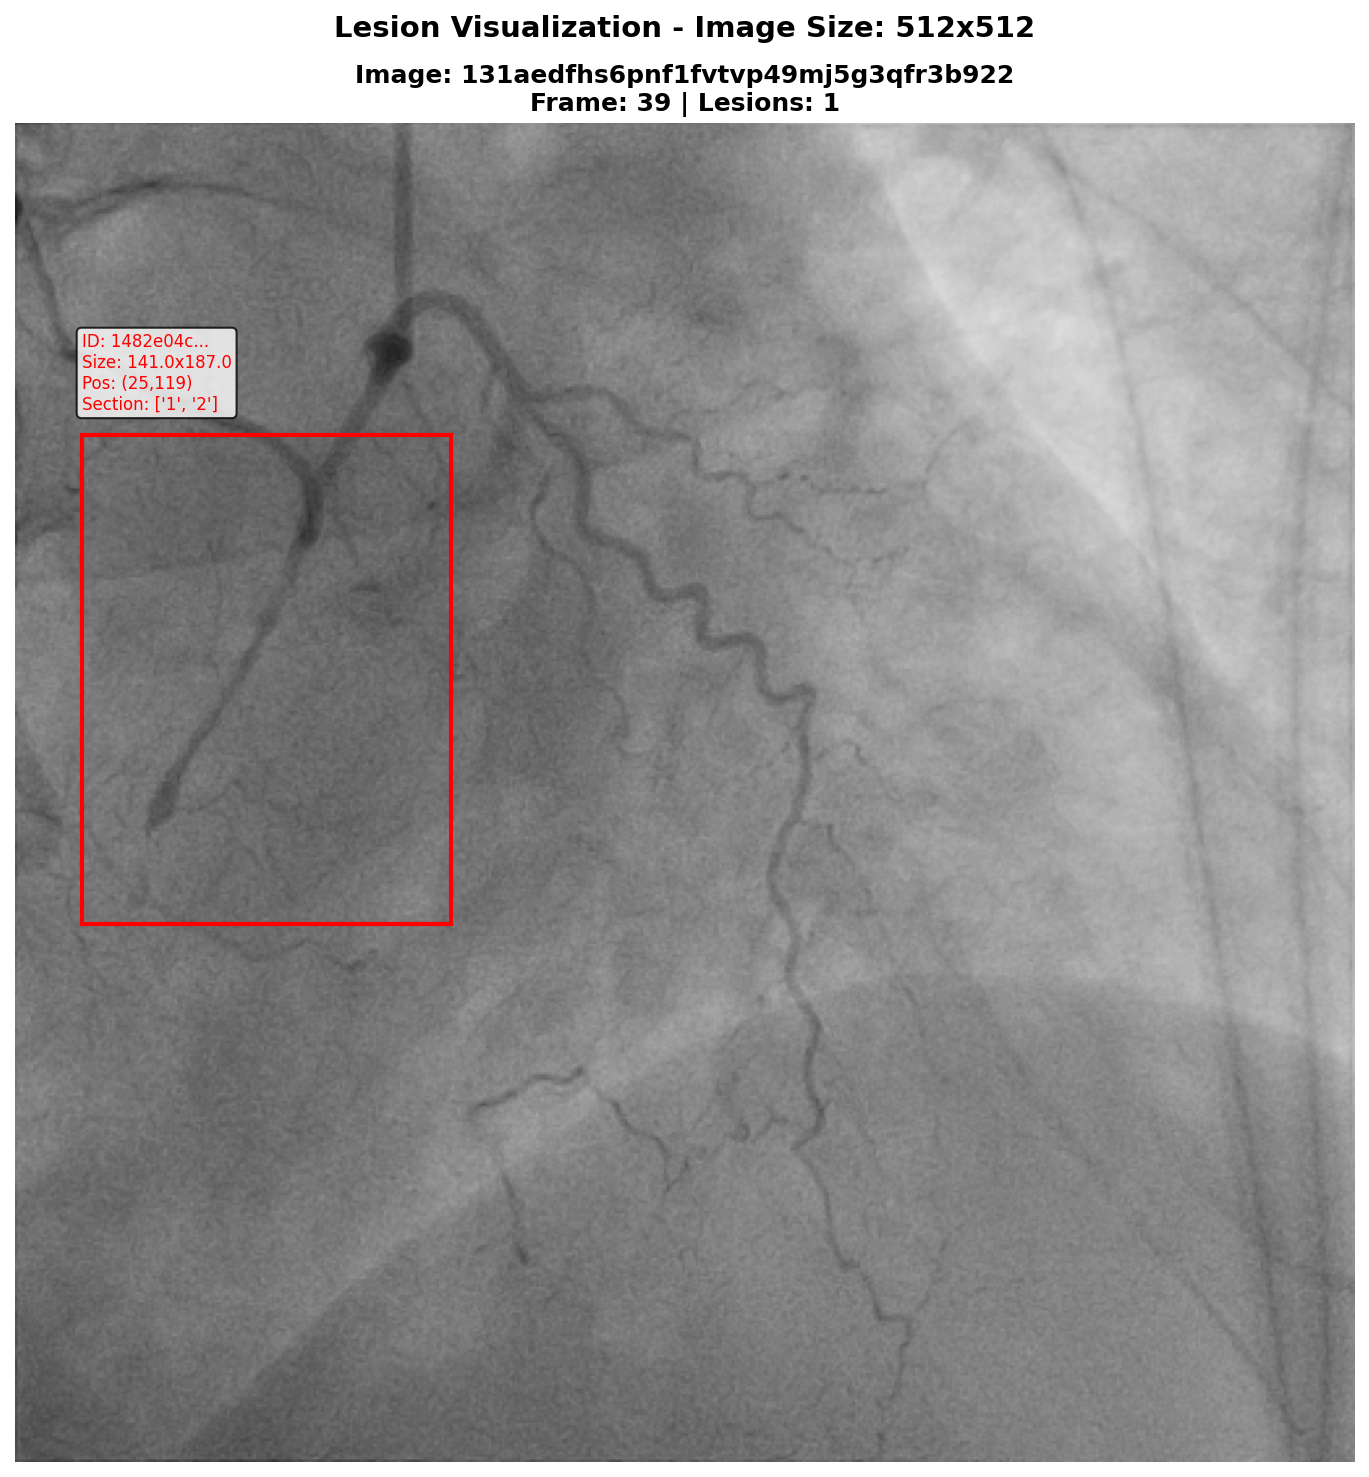 Lesion Visualization - Image Size: 512x512
Image: 131aedfhs6pnf1fvtvp49mj5g3qfr3b922
Frame: 39 | Lesions: 1
ID: 1482e04c...
Size: 141.0x187.0
Pos: (25,119)
Section: ['1', '2']